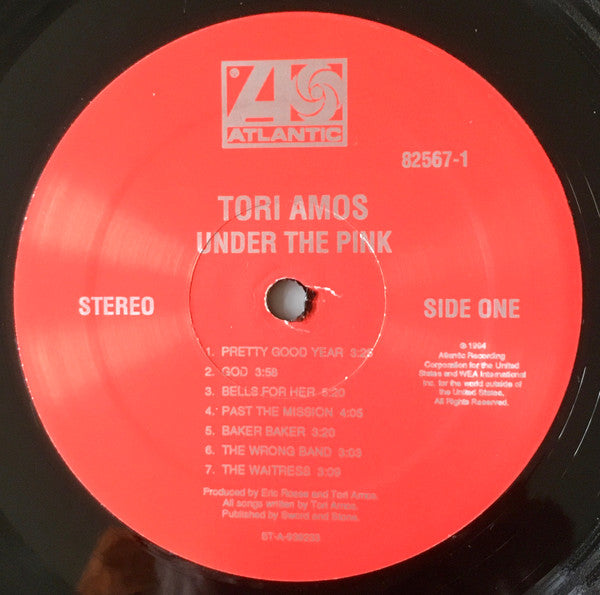 ATLANTIC
82567-1
TORI AMOS
UNDER THE PINK
STEREO
SIDE ONE
1. PRETTY GOOD YEAR 3:25
2. GOD 3:58
3. BELLS FOR HER 5:20
4. PAST THE MISSION 4:05
5. BAKER BAKER 3:20
6. THE WRONG BAND 3:03
7. THE WAITRESS 3:09
℗ 1994
Atlantic Recording
Corporation for the United
States and WEA International
Inc. for the world outside of
the United States.
All Rights Reserved.
Produced by Eric Rosse and Tori Amos.
All songs written by Tori Amos.
Published by Sword and Stone.